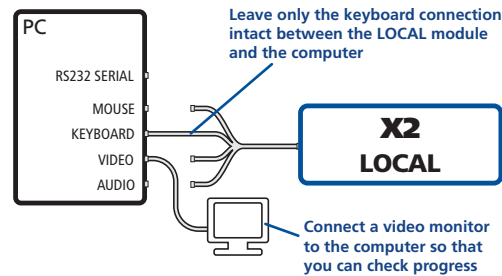 Leave only the keyboard connection
intact between the LOCAL module
and the computer
PC
RS232 SERIAL
MOUSE
KEYBOARD
VIDEO
AUDIO
X2
LOCAL
Connect a video monitor
to the computer so that
you can check progress